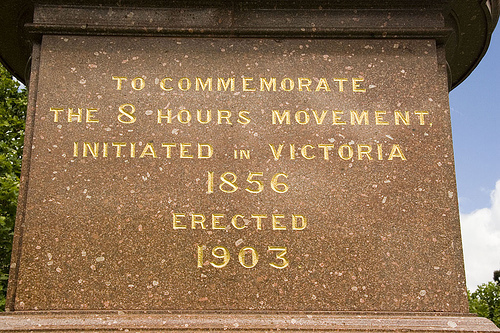 TO COMMEMORATE
THE 8 HOURS MOVEMENT
INITIATED IN VICTORIA
1856
ERECTED
1903